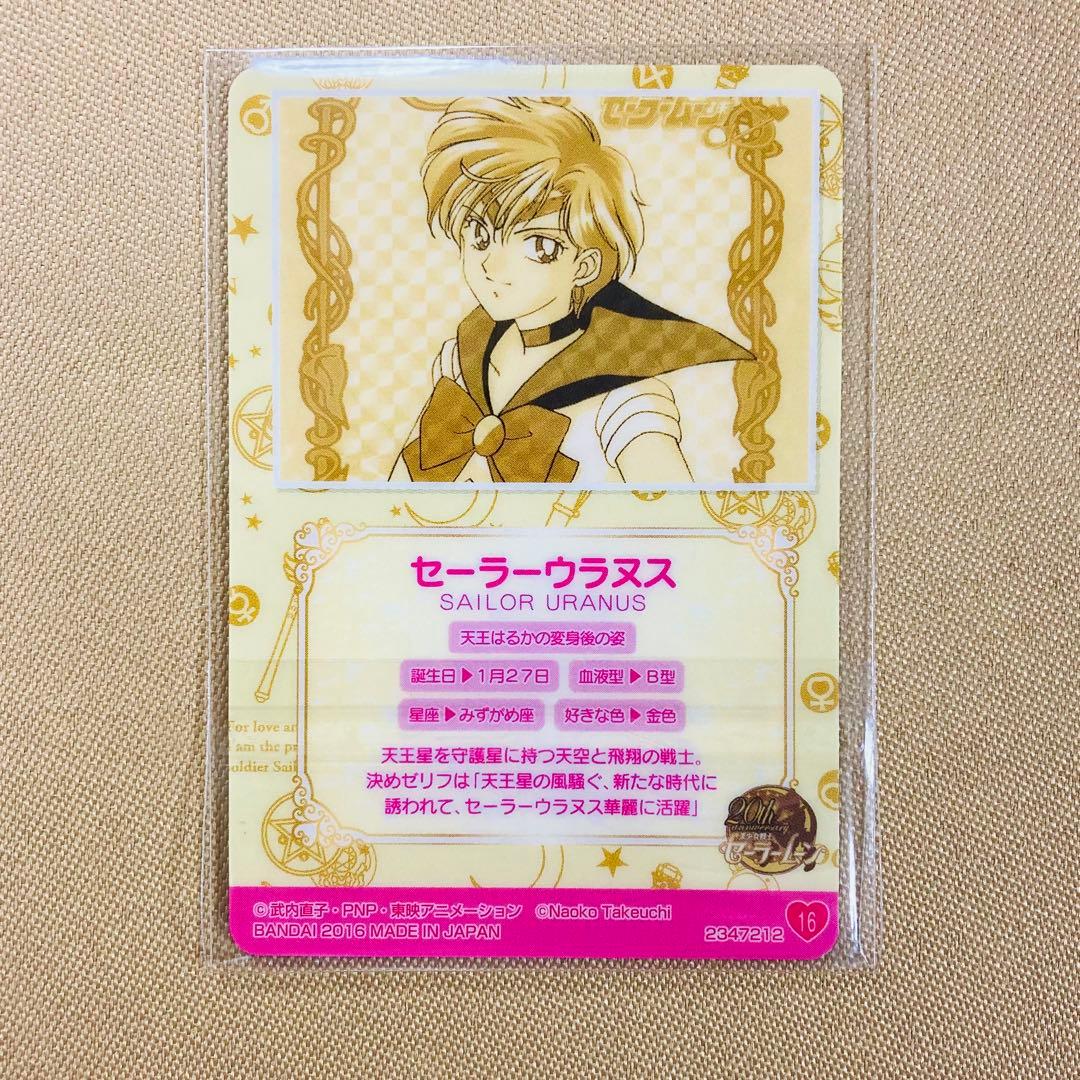 セーラームーン
セーラーウラヌス
SAILOR URANUS
天王はるかの変身後の姿
誕生日▶1月27日
血液型▶B型
星座▶みずがめ座
好きな色▶金色
For love an
I am the pr
oldier Sail
天王星を守護星に持つ天空と飛翔の戦士。
決めゼリフは「天王星の風騒ぐ、新たな時代に
誘われて、セーラーウラヌス華麗に活躍」
20th
anniversary
美少女戦士
セーラームーン
©武内直子・PNP・東映アニメーション ©Naoko Takeuchi
BANDAI 2016 MADE IN JAPAN
2347212
16